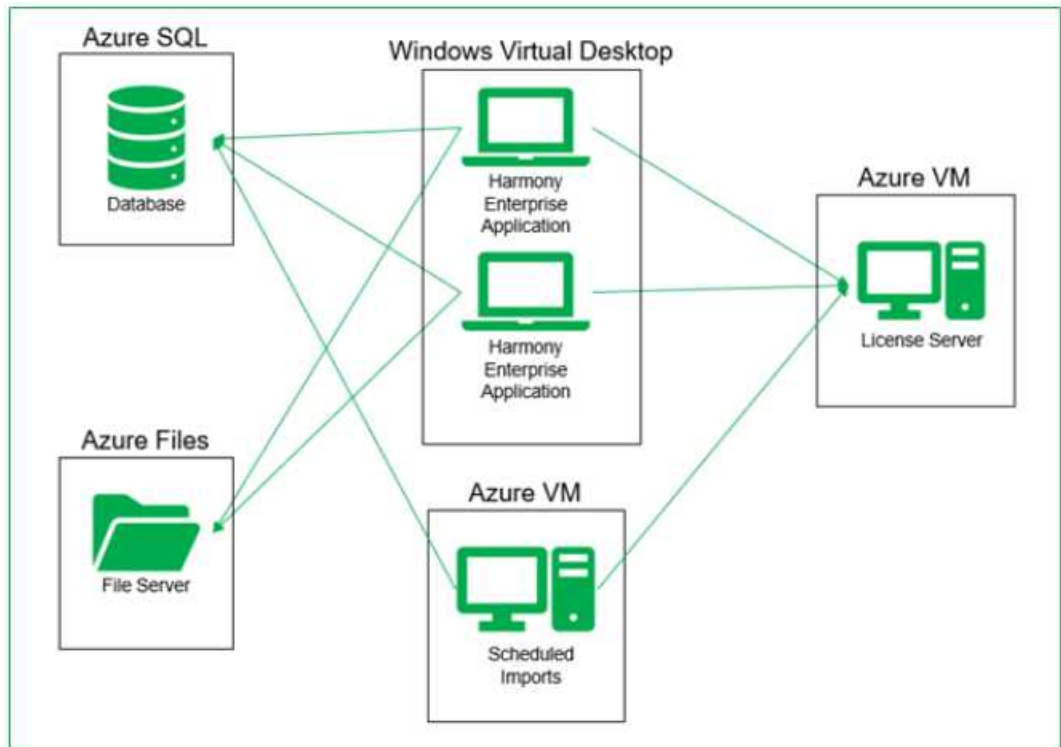 Azure SQL
Database
Windows Virtual Desktop
Harmony
Enterprise
Application
Harmony
Enterprise
Application
Azure VM
License Server
Azure Files
File Server
Azure VM
Scheduled
Imports